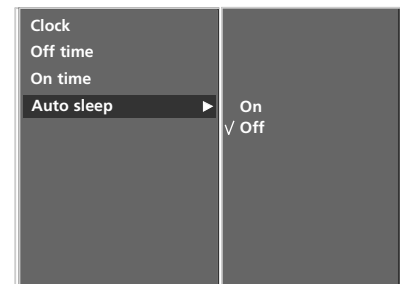 Clock
Off time
On time
Auto sleep ▶ On
√ Off